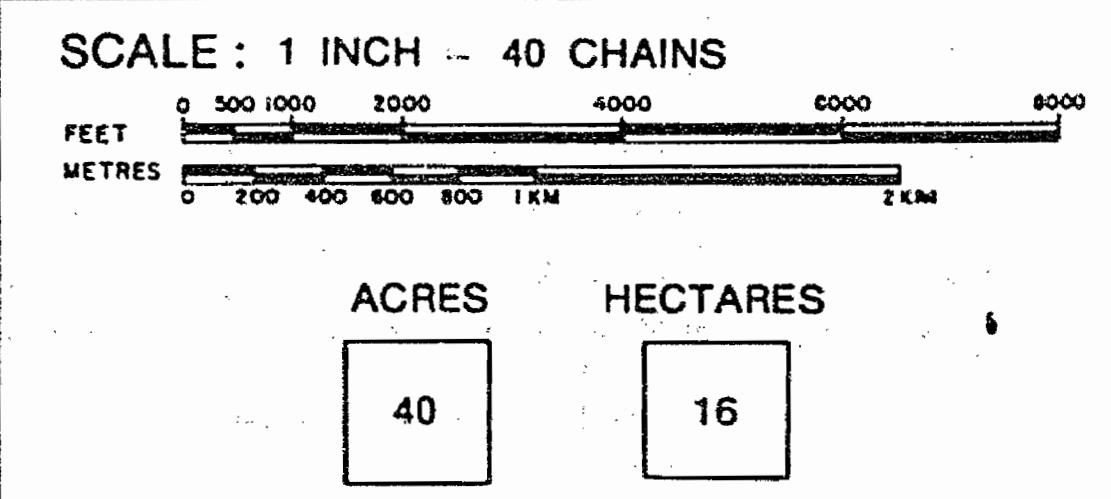 SCALE : 1 INCH - 40 CHAINS
0 500 1000 2000 4000 6000 8000
FEET
METRES
0 200 400 600 800 1 KM 2 KM
ACRES HECTARES
40 16